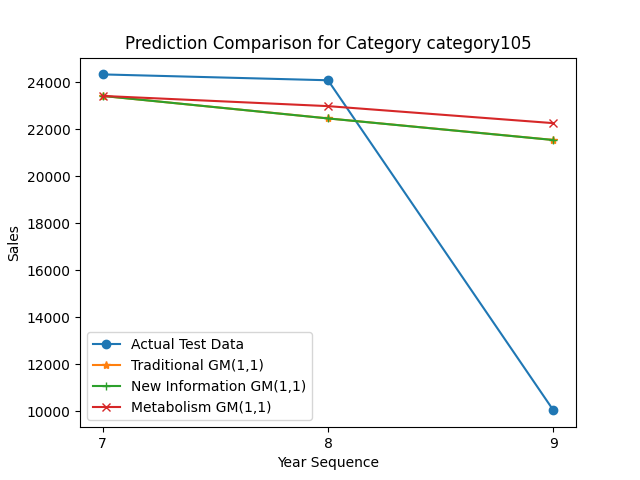 Prediction Comparison for Category category105
24000
22000
20000
18000
16000
14000
12000
10000
Sales
Actual Test Data
Traditional GM(1,1)
New Information GM(1,1)
Metabolism GM(1,1)
7
8
9
Year Sequence